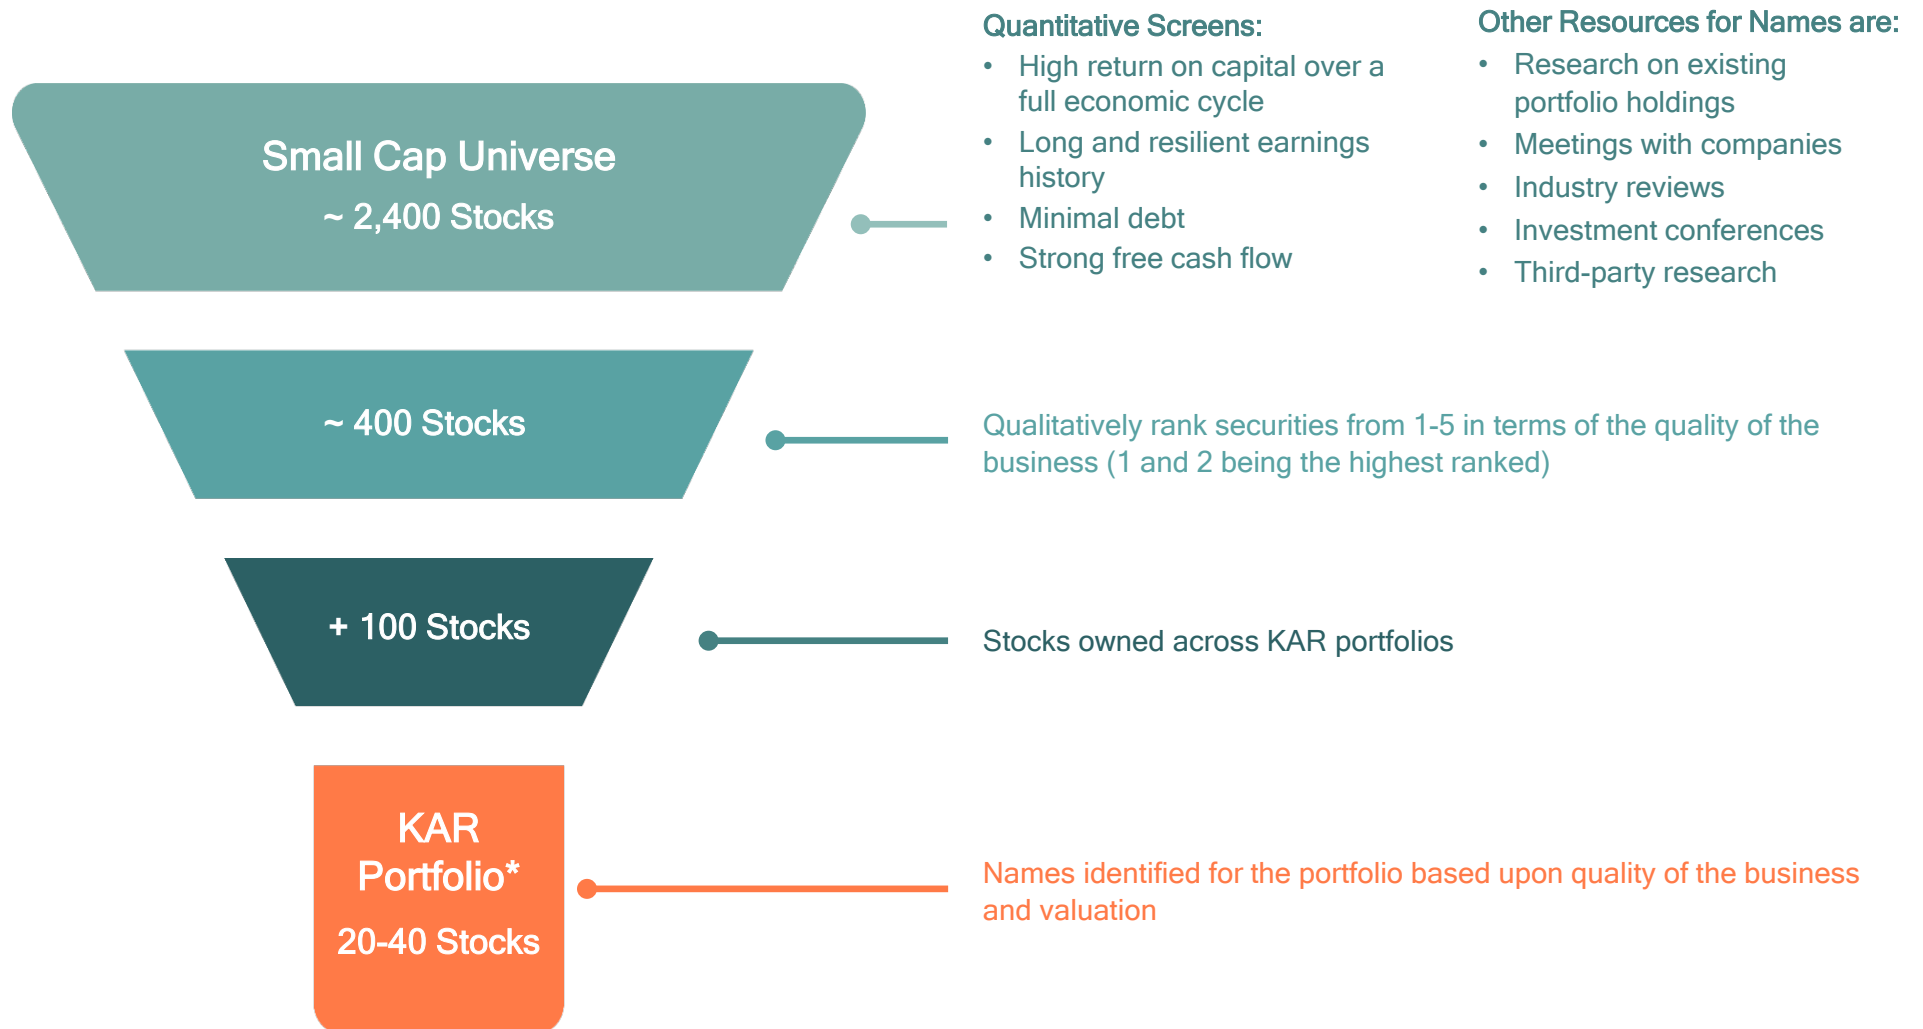 Small Cap Universe
~ 2,400 Stocks
Quantitative Screens:
• High return on capital over a
full economic cycle
• Long and resilient earnings
history
• Minimal debt
• Strong free cash flow
Other Resources for Names are:
• Research on existing
portfolio holdings
• Meetings with companies
• Industry reviews
• Investment conferences
• Third-party research
~ 400 Stocks
Qualitatively rank securities from 1-5 in terms of the quality of the
business (1 and 2 being the highest ranked)
+ 100 Stocks
Stocks owned across KAR portfolios
KAR
Portfolio*
20-40 Stocks
Names identified for the portfolio based upon quality of the business
and valuation